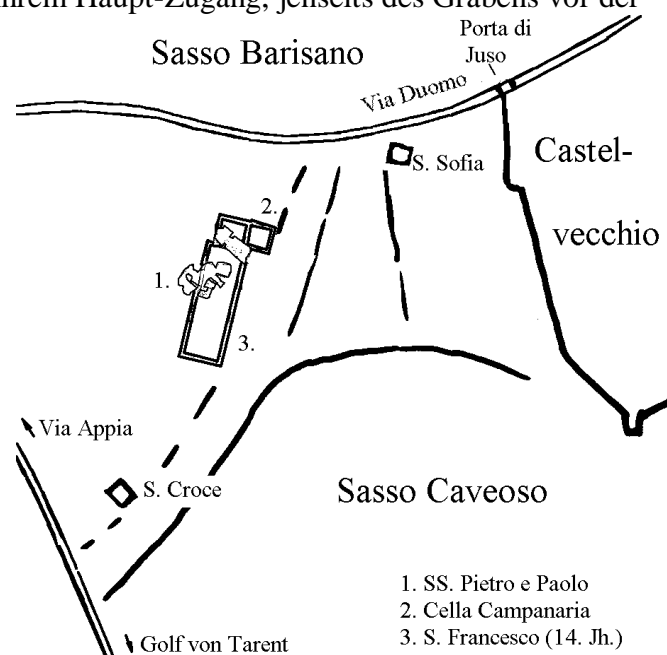 ihrem Haupt-Zugang, jenseits des Grabens vor der
Sasso Barisano
Porta di
Juso
Via Duomo
S. Sofia
Castel-
vecchio
2.
1.
3.
Via Appia
S. Croce
Sasso Caveoso
1. SS. Pietro e Paolo
2. Cella Campanaria
3. S. Francesco (14. Jh.)
Golf von Tarent